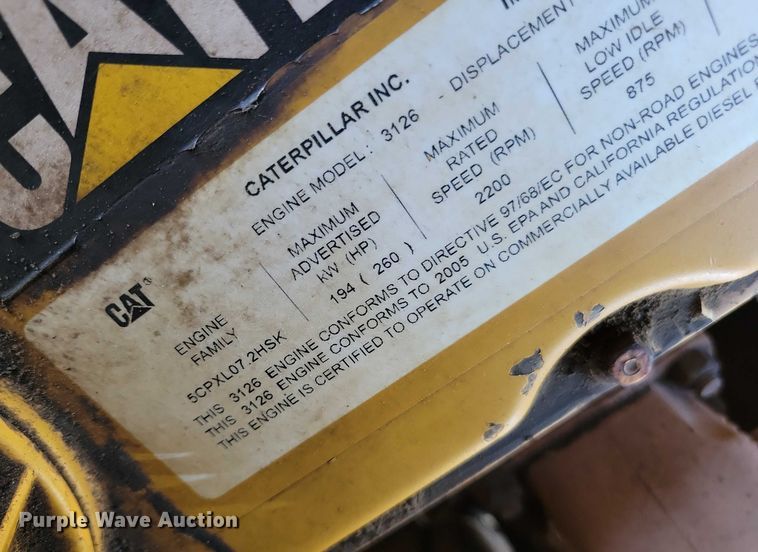 CAT
CATERPILLAR INC.
ENGINE MODEL: 3126 - DISPLACEMENT
ENGINE
FAMILY
5CPXL07.2HSK
MAXIMUM
ADVERTISED
KW (HP)
194 ( 260 )
MAXIMUM
RATED
SPEED (RPM)
2200
MAXIMUM
LOW IDLE
SPEED (RPM)
875
THIS 3126 ENGINE CONFORMS TO DIRECTIVE 97/68/EC FOR NON-ROAD ENGINES
THIS 3126 ENGINE CONFORMS TO 2005 U.S. EPA AND CALIFORNIA REGULATION
THIS ENGINE IS CERTIFIED TO OPERATE ON COMMERCIALLY AVAILABLE DIESEL
CAT®
Purple Wave Auction